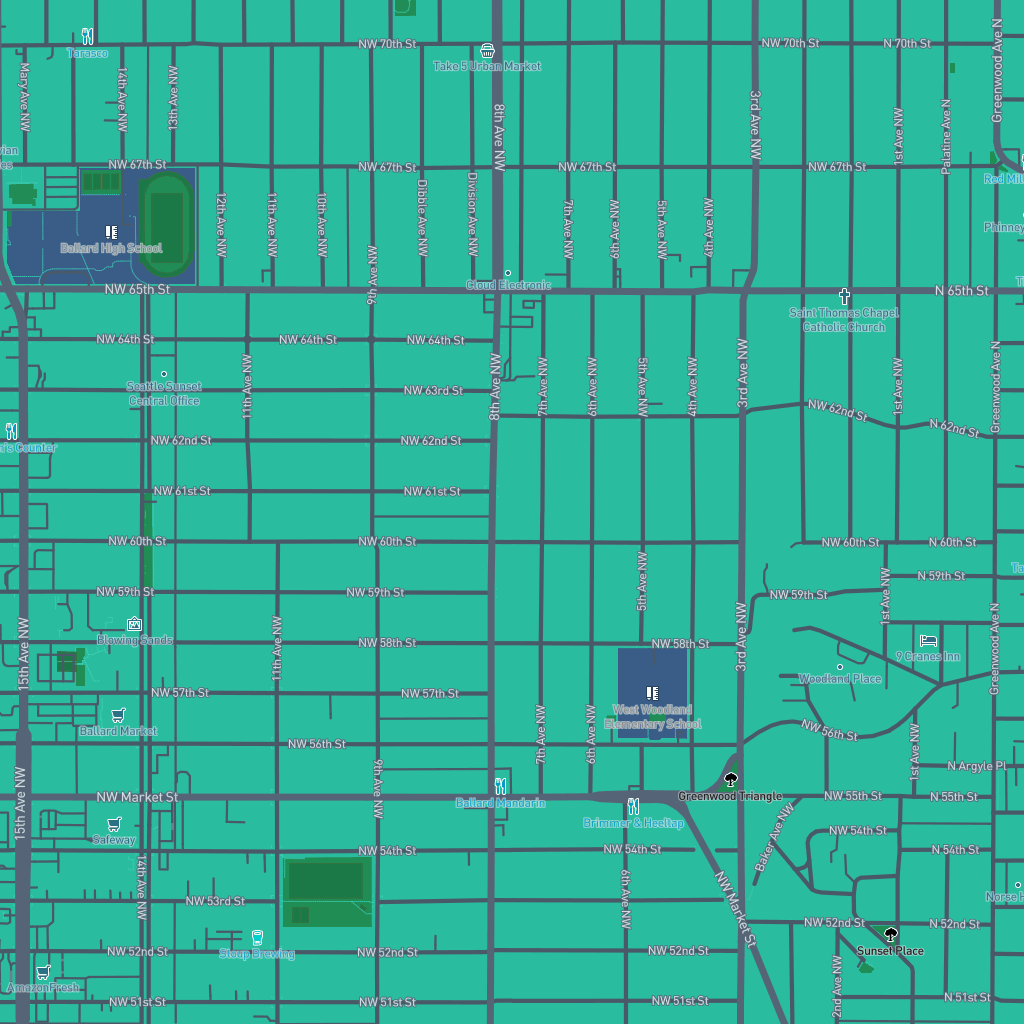 Tarasco
NW 70th St
Take 5 Urban Market
NW 70th St
N 70th St
Greenwood Ave N
Mary Ave NW
14th Ave NW
13th Ave NW
8th Ave NW
3rd Ave NW
1st Ave NW
Palatine Ave N
NW 67th St
NW 67th St
NW 67th St
NW 67th St
Ballard High School
12th Ave NW
11th Ave NW
10th Ave NW
Dibble Ave NW
Division Ave NW
7th Ave NW
6th Ave NW
5th Ave NW
4th Ave NW
9th Ave NW
Cloud Electronic
NW 65th St
N 65th St
Saint Thomas Chapel
Catholic Church
NW 64th St
NW 64th St
NW 64th St
Seattle Sunset
Central Office
11th Ave NW
NW 63rd St
8th Ave NW
7th Ave NW
6th Ave NW
5th Ave NW
4th Ave NW
3rd Ave NW
1st Ave NW
Greenwood Ave N
NW 62nd St
N 62nd St
NW 62nd St
NW 62nd St
NW 61st St
NW 61st St
NW 60th St
NW 60th St
NW 60th St
N 60th St
NW 59th St
NW 59th St
5th Ave NW
NW 59th St
1st Ave NW
N 59th St
Blowing Sands
15th Ave NW
11th Ave NW
NW 58th St
NW 58th St
3rd Ave NW
9 Cranes Inn
Greenwood Ave N
Woodland Place
NW 57th St
NW 57th St
West Woodland
Elementary School
Ballard Market
NW 56th St
7th Ave NW
6th Ave NW
NW 56th St
1st Ave NW
N Argyle Pl
15th Ave NW
9th Ave NW
NW Market St
Ballard Mandarin
Greenwood Triangle
NW 55th St
N 55th St
Brimmer & Heeltap
Safeway
Baker Ave NW
NW 54th St
NW 54th St
NW 54th St
N 54th St
14th Ave NW
6th Ave NW
NW Market St
NW 53rd St
NW 52nd St
N 52nd St
NW 52nd St
Stoup Brewing
NW 52nd St
NW 52nd St
Sunset Place
AmazonFresh
2nd Ave NW
NW 51st St
NW 51st St
NW 51st St
N 51st St